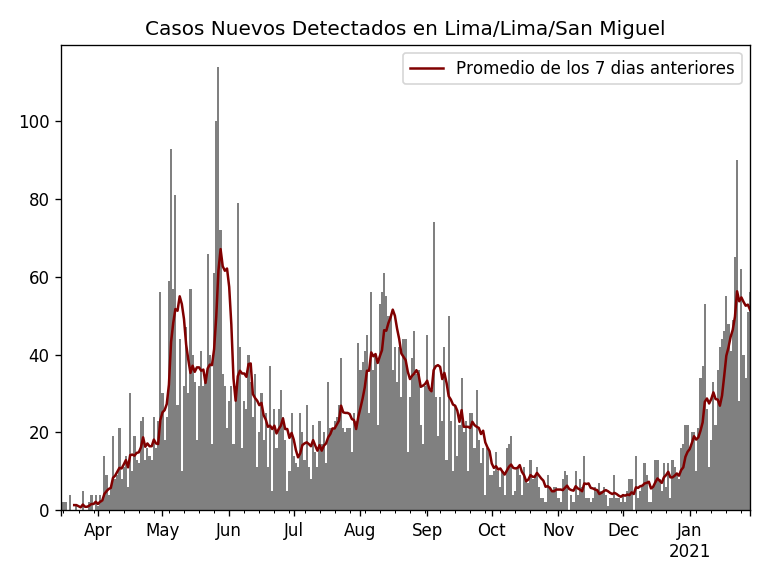 Casos Nuevos Detectados en Lima/Lima/San Miguel
Promedio de los 7 dias anteriores
100
80
60
40
20
0
Apr May Jun Jul Aug Sep Oct Nov Dec Jan
2021